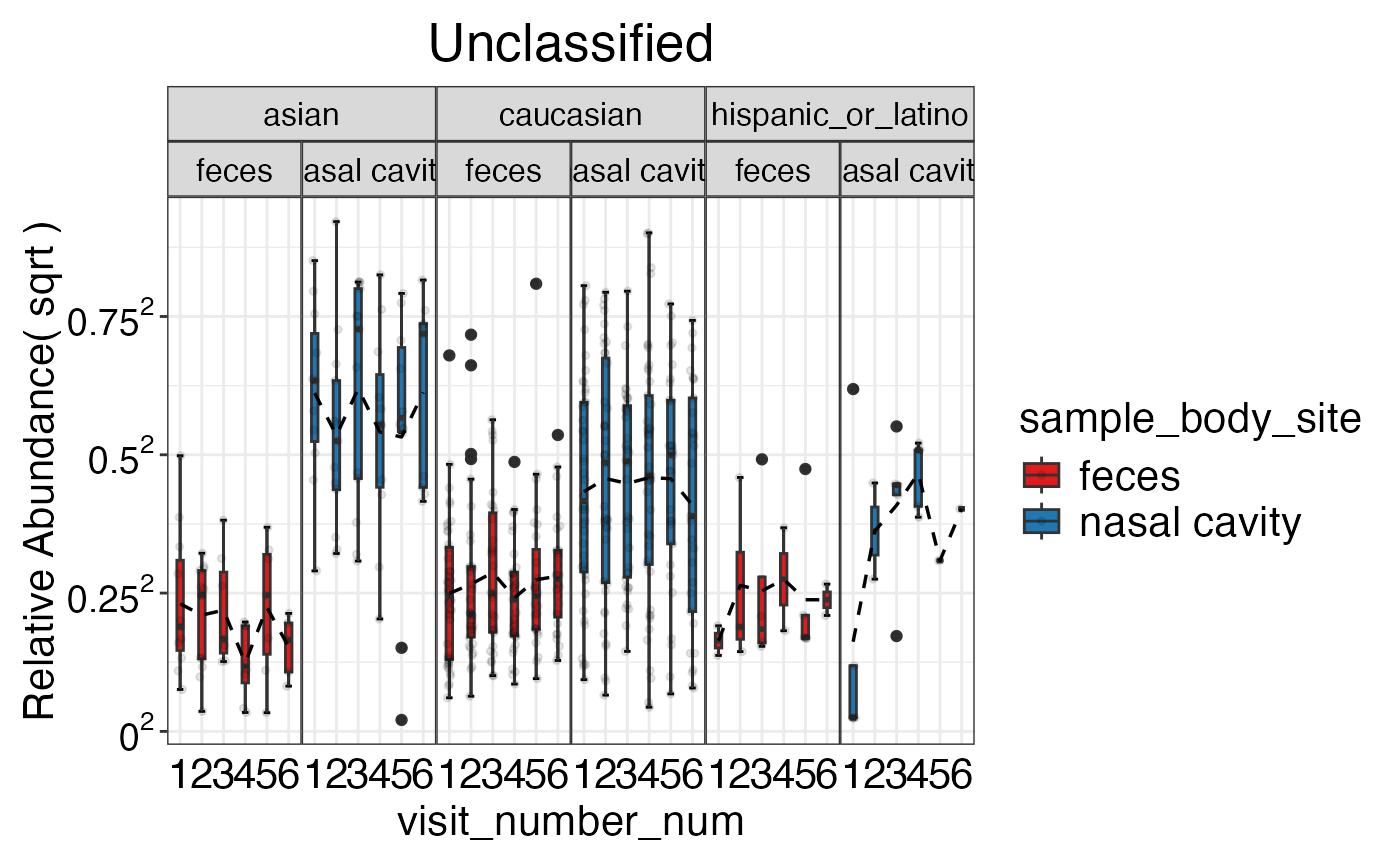 Unclassified
asian caucasian hispanic_or_latino
feces asal cavit feces asal cavit feces asal cavit
Relative Abundance( sqrt )
0.75²
0.5²
0.25²
0²
123456 123456 123456 123456 123456 123456
visit_number_num
sample_body_site
feces
nasal cavity